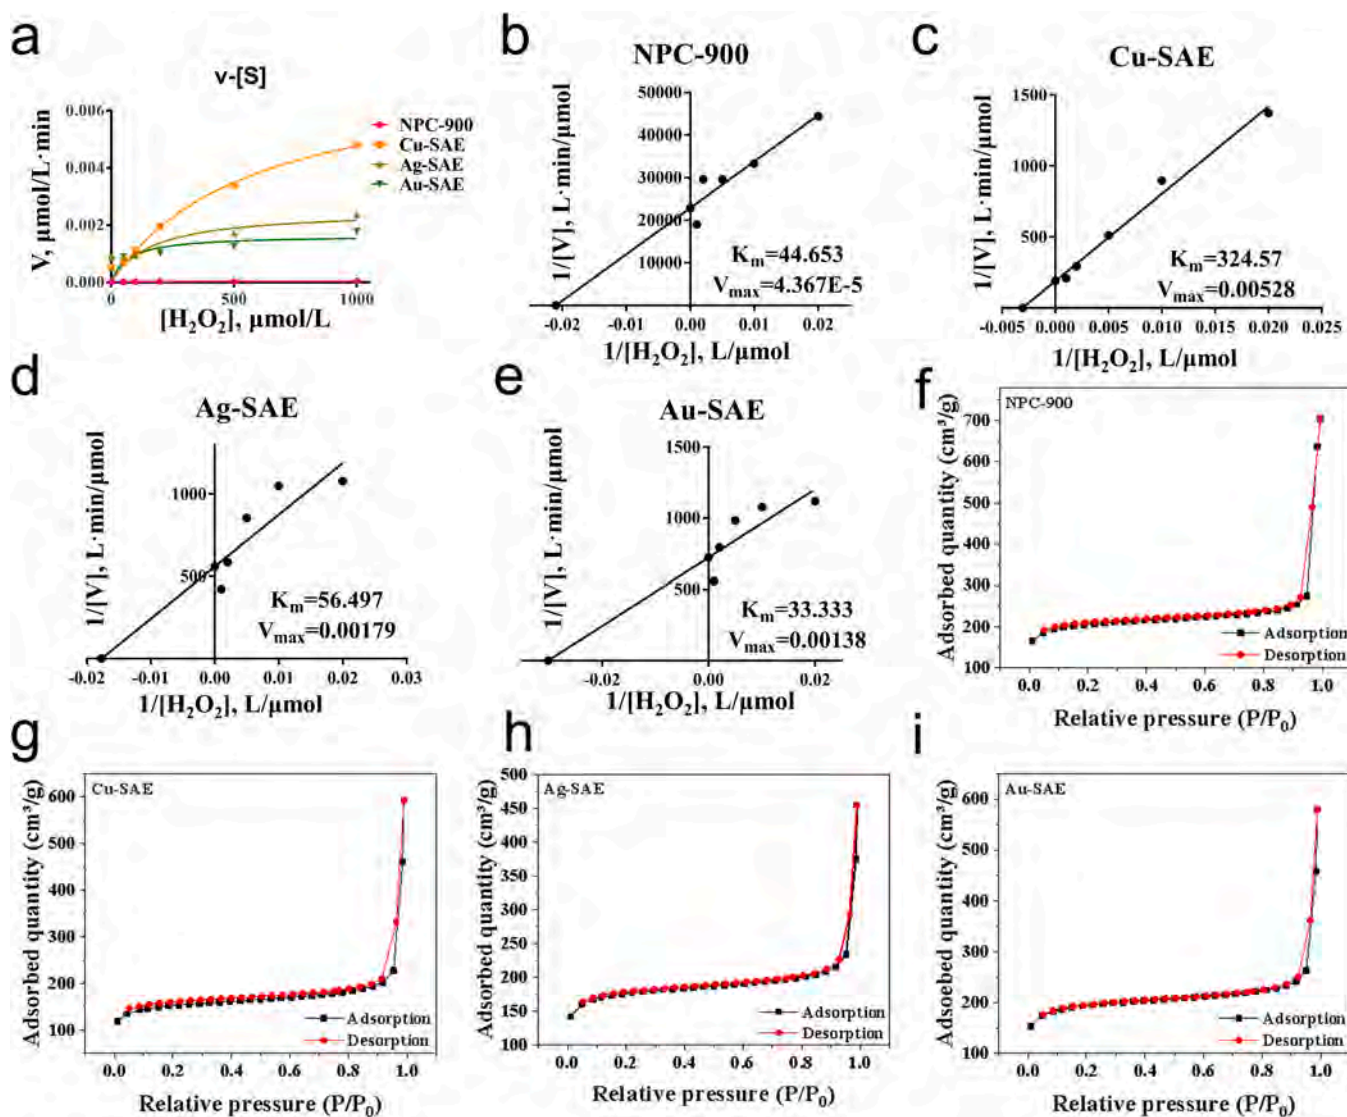 a
v-[S]
V, μmol/L·min
0.006
0.004
0.002
0.000
0
500
1000
[H₂O₂], μmol/L
NPC-900
Cu-SAE
Ag-SAE
Au-SAE
b
NPC-900
1/[V], L·min/μmol
50000
40000
30000
20000
10000
-0.02
-0.01
0.00
0.01
0.02
Kₘ=44.653
Vₘₐₓ=4.367E-5
1/[H₂O₂], L/μmol
c
Cu-SAE
1/[V], L·min/μmol
1500
1000
500
-0.005
0.000
0.005
0.010
0.015
0.020
0.025
Kₘ=324.57
Vₘₐₓ=0.00528
1/[H₂O₂], L/μmol
d
Ag-SAE
1/[V], L·min/μmol
1000
500
-0.02
-0.01
0.00
0.01
0.02
0.03
Kₘ=56.497
Vₘₐₓ=0.00179
1/[H₂O₂], L/μmol
e
Au-SAE
1/[V], L·min/μmol
1500
1000
500
-0.02
0.00
0.02
Kₘ=33.333
Vₘₐₓ=0.00138
1/[H₂O₂], L/μmol
f
NPC-900
Adsorbed quantity (cm³/g)
700
600
500
400
300
200
100
0.0
0.2
0.4
0.6
0.8
1.0
Adsorption
Desorption
Relative pressure (P/P₀)
g
Cu-SAE
Adsorbed quantity (cm³/g)
600
500
400
300
200
100
0.0
0.2
0.4
0.6
0.8
1.0
Adsorption
Desorption
Relative pressure (P/P₀)
h
Ag-SAE
Adsorbed quantity (cm³/g)
500
450
400
350
300
250
200
150
100
0.0
0.2
0.4
0.6
0.8
1.0
Adsorption
Desorption
Relative pressure (P/P₀)
i
Au-SAE
Adsoebed quantity (cm³/g)
600
500
400
300
200
100
0.0
0.2
0.4
0.6
0.8
1.0
Adsorption
Desorption
Relative pressure (P/P₀)